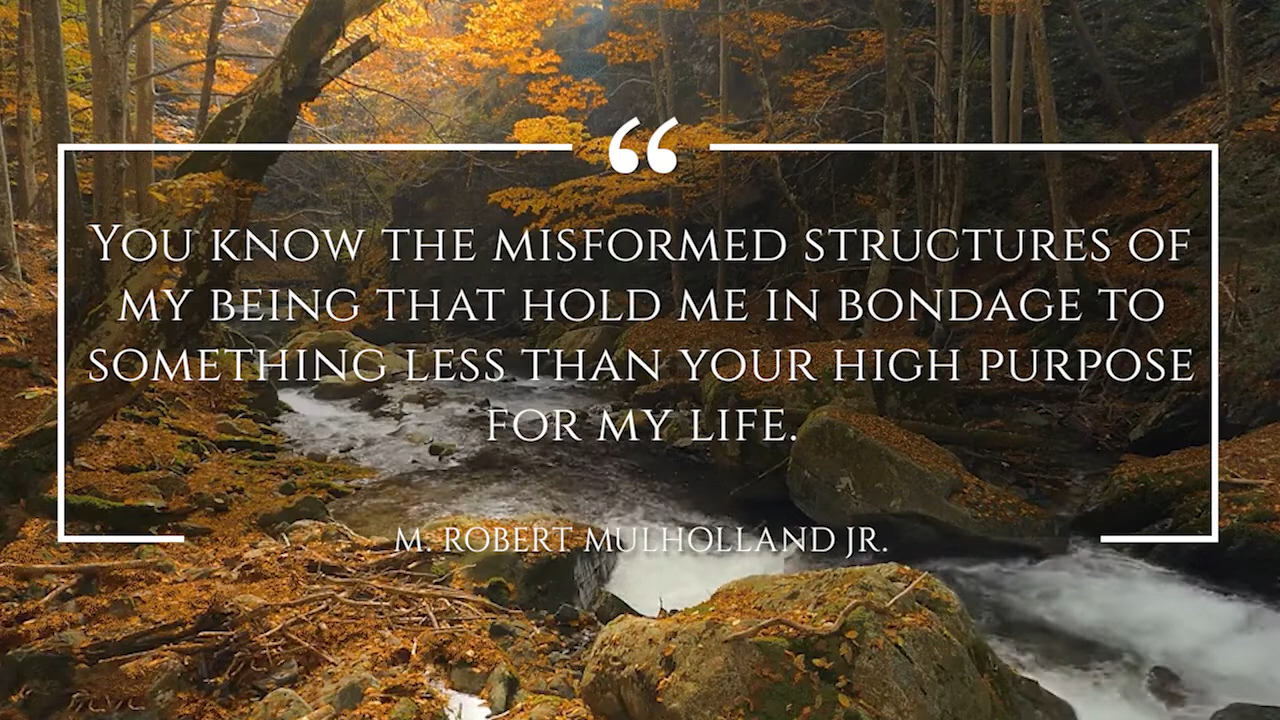 “
You know the misformed structures of
my being that hold me in bondage to
something less than your high purpose
for my life.
M. Robert Mulholland Jr.